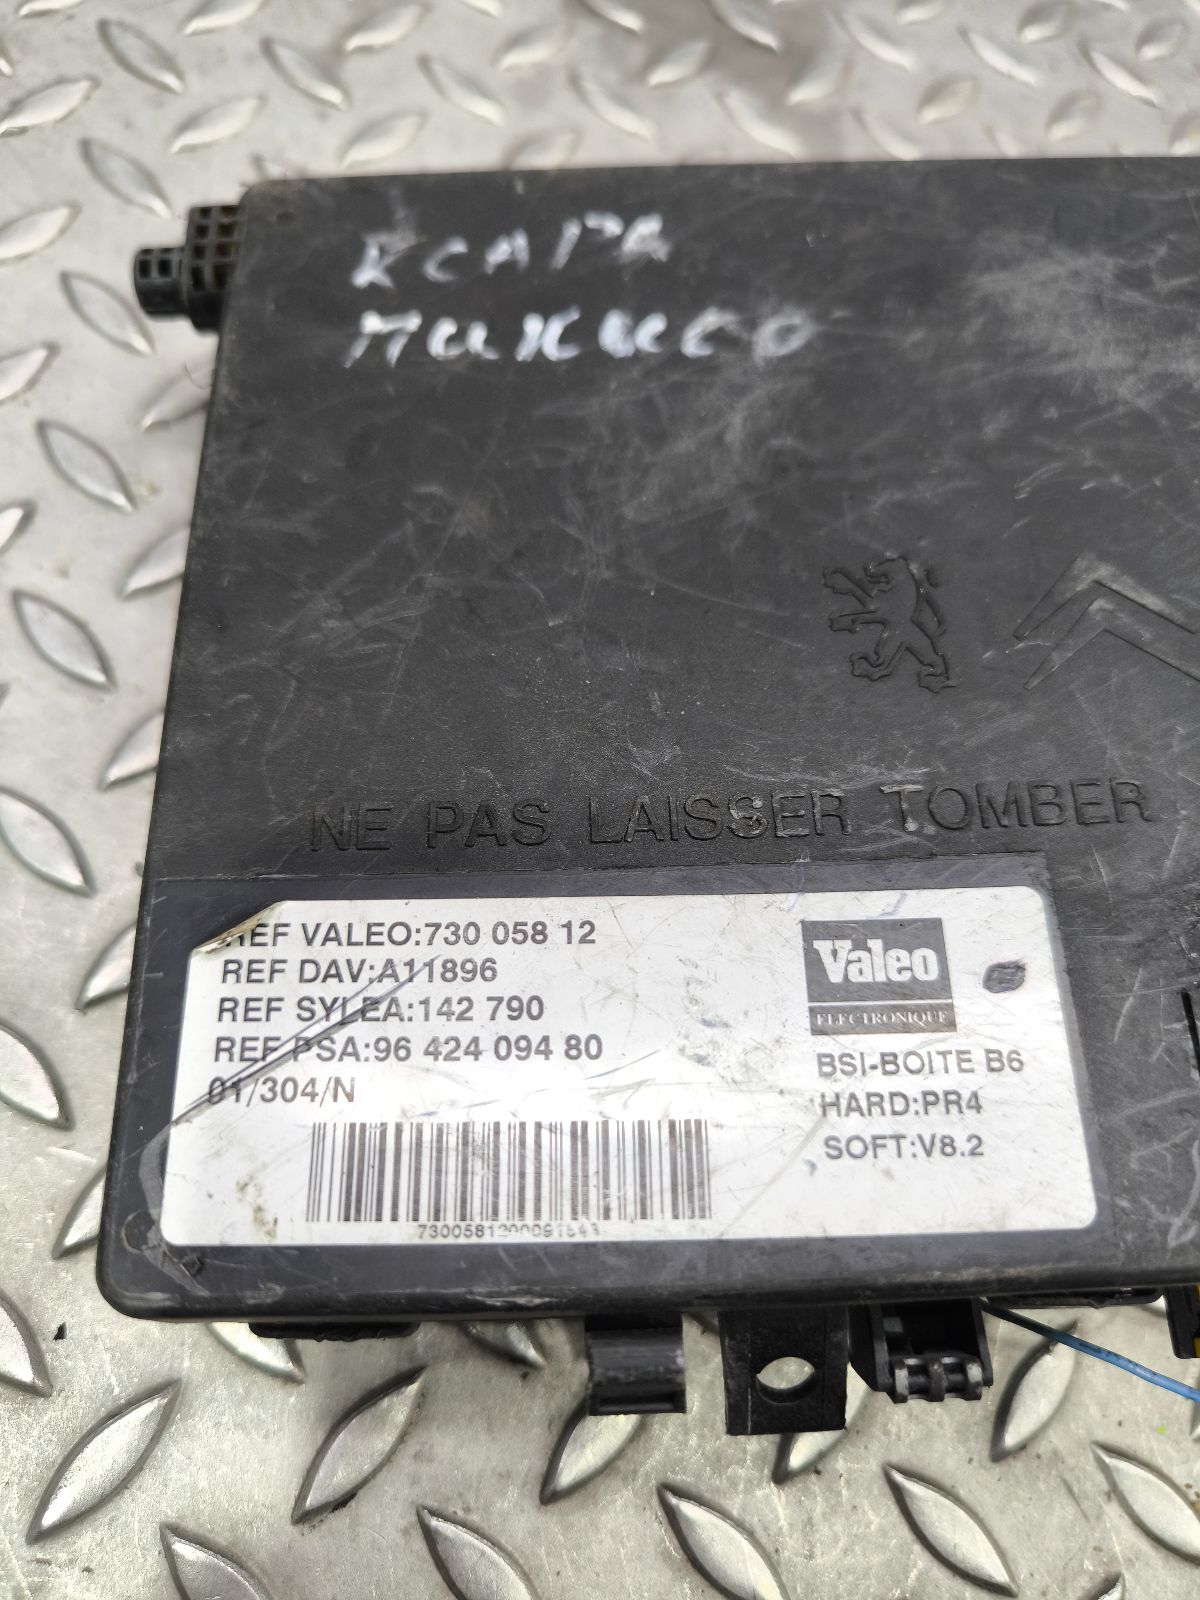 КСАРА
ПИКАССО
NE PAS LAISSER TOMBER
REF VALEO:730 058 12
REF DAV:A11896
REF SYLEA:142 790
REF PSA:96 424 094 80
01/304/N
Valeo
ELECTRONIQUE
BSI-BOITE B6
HARD:PR4
SOFT:V8.2